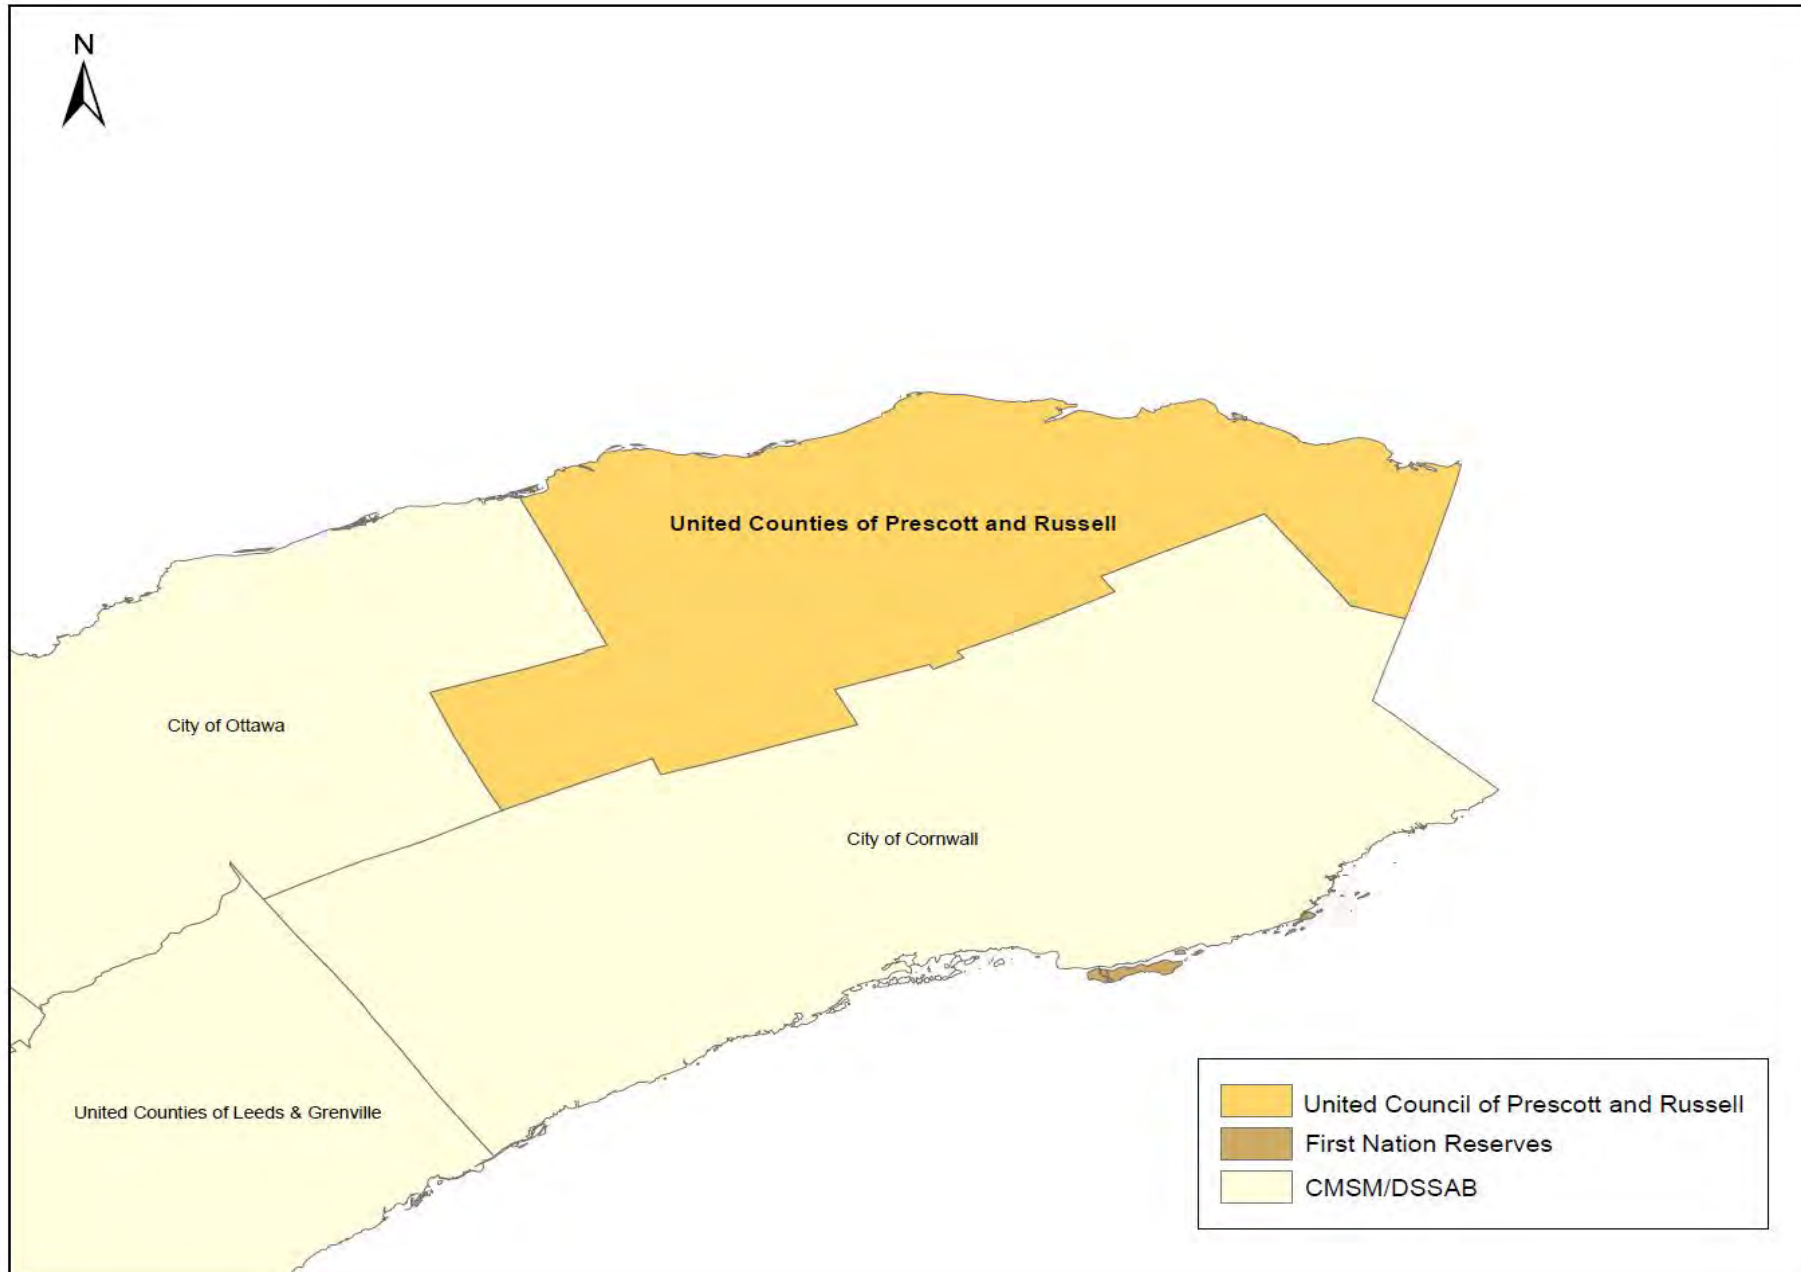 N
United Counties of Prescott and Russell
City of Ottawa
City of Cornwall
United Counties of Leeds & Grenville
United Council of Prescott and Russell
First Nation Reserves
CMSM/DSSAB